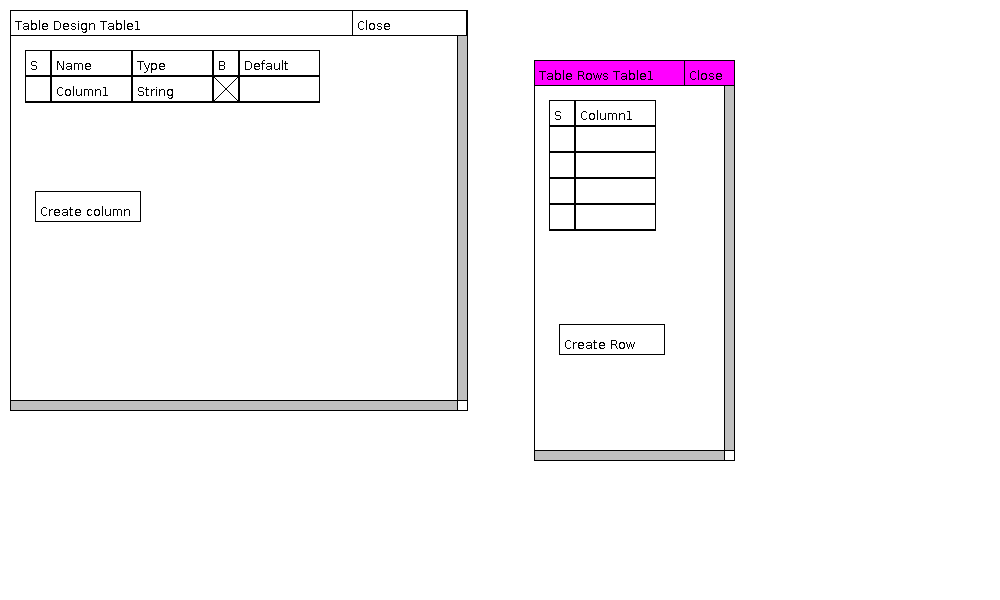 Table Design Table1 Close
S Name Type B Default
Column1 String
Create column
Table Rows Table1 Close
S Column1
Create Row